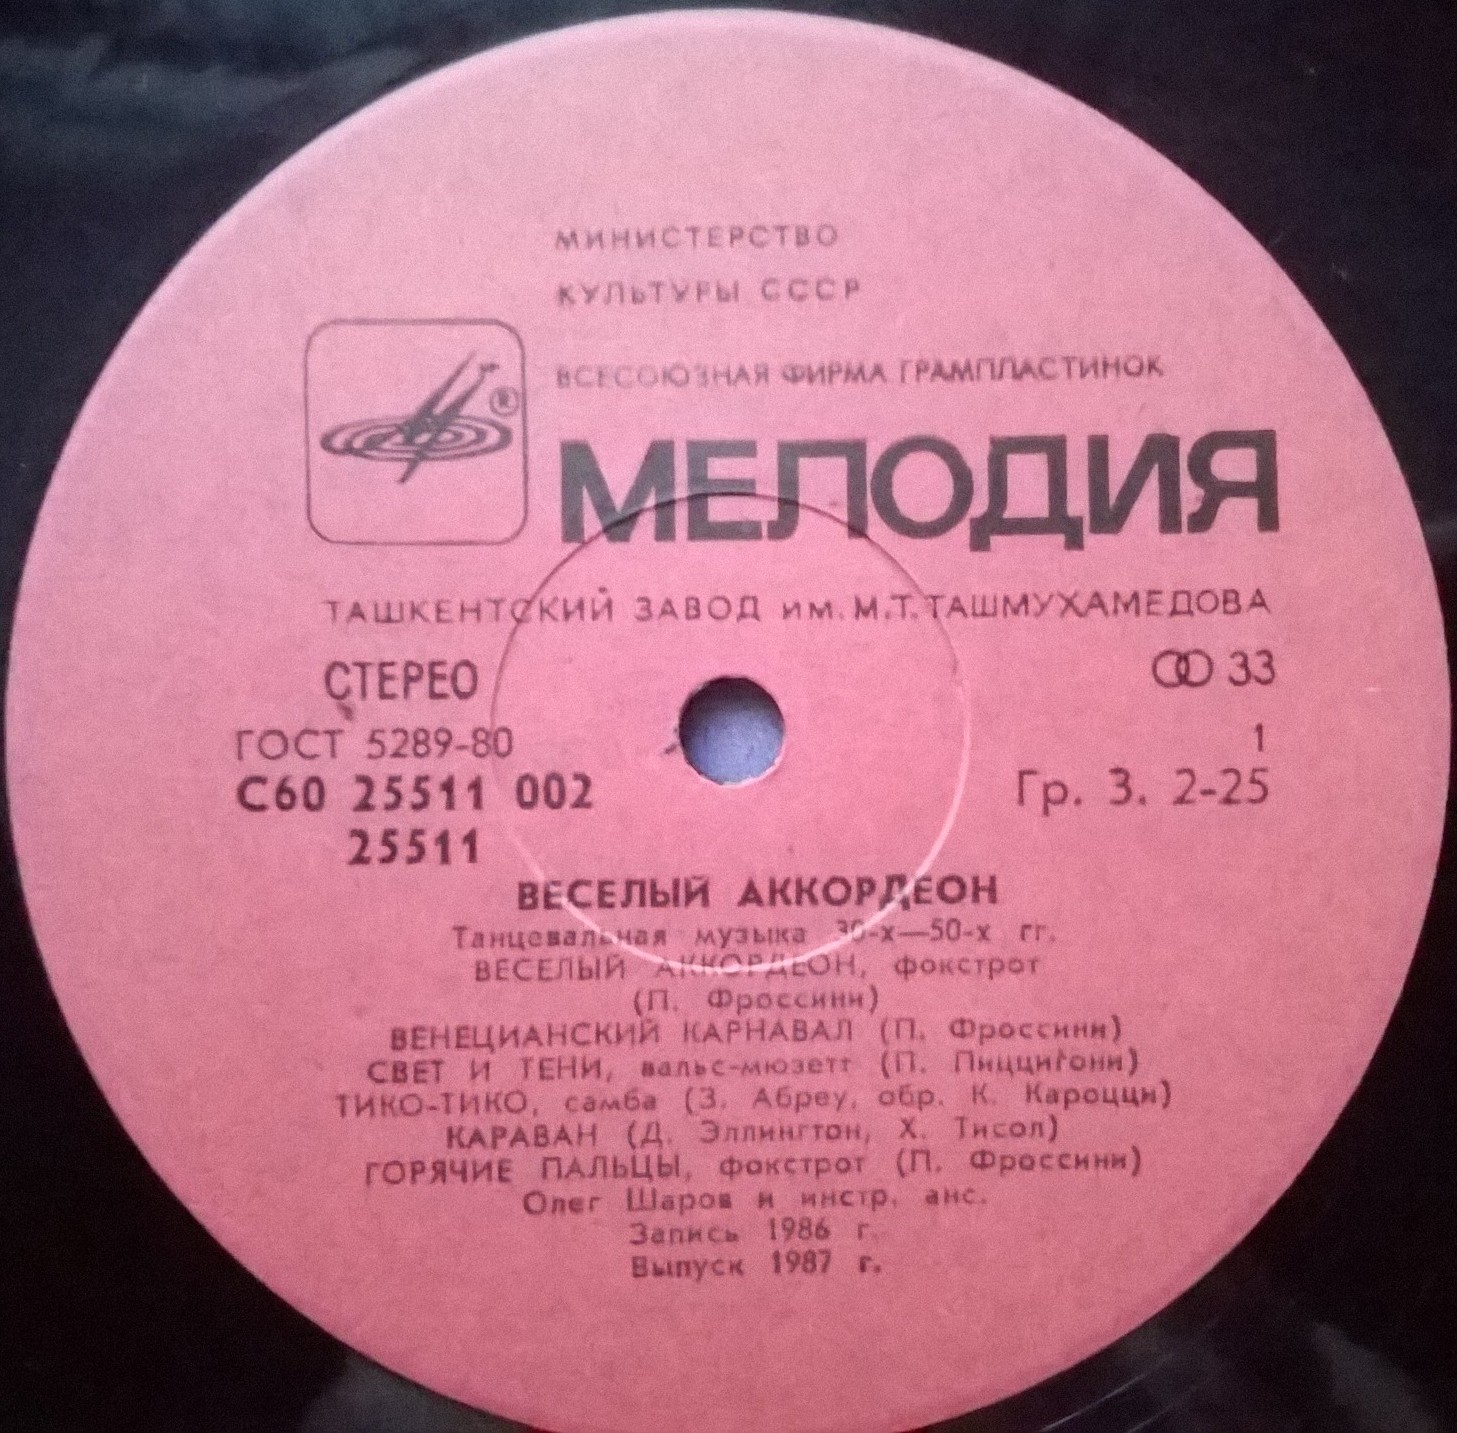 МИНИСТЕРСТВО
КУЛЬТУРЫ СССР
ВСЕСОЮЗНАЯ ФИРМА ГРАМПЛАСТИНОК
®
МЕЛОДИЯ
ТАШКЕНТСКИЙ ЗАВОД им. М.Т. ТАШМУХАМЕДОВА
СТЕРЕО 33
ГОСТ 5289-80 1
С60 25511 002 Гр. 3. 2-25
25511
ВЕСЕЛЫЙ АККОРДЕОН
Танцевальная музыка 30-х—50-х гг.
ВЕСЕЛЫЙ АККОРДЕОН, фокстрот
(П. Фроссини)
ВЕНЕЦИАНСКИЙ КАРНАВАЛ (П. Фроссини)
СВЕТ И ТЕНИ, вальс-мюзетт (П. Пиццигони)
ТИКО-ТИКО, самба (З. Абреу, обр. К. Кароцци)
КАРАВАН (Д. Эллингтон, Х. Тисол)
ГОРЯЧИЕ ПАЛЬЦЫ, фокстрот (П. Фроссини)
Олег Шаров и инстр. анс.
Запись 1986 г.
Выпуск 1987 г.